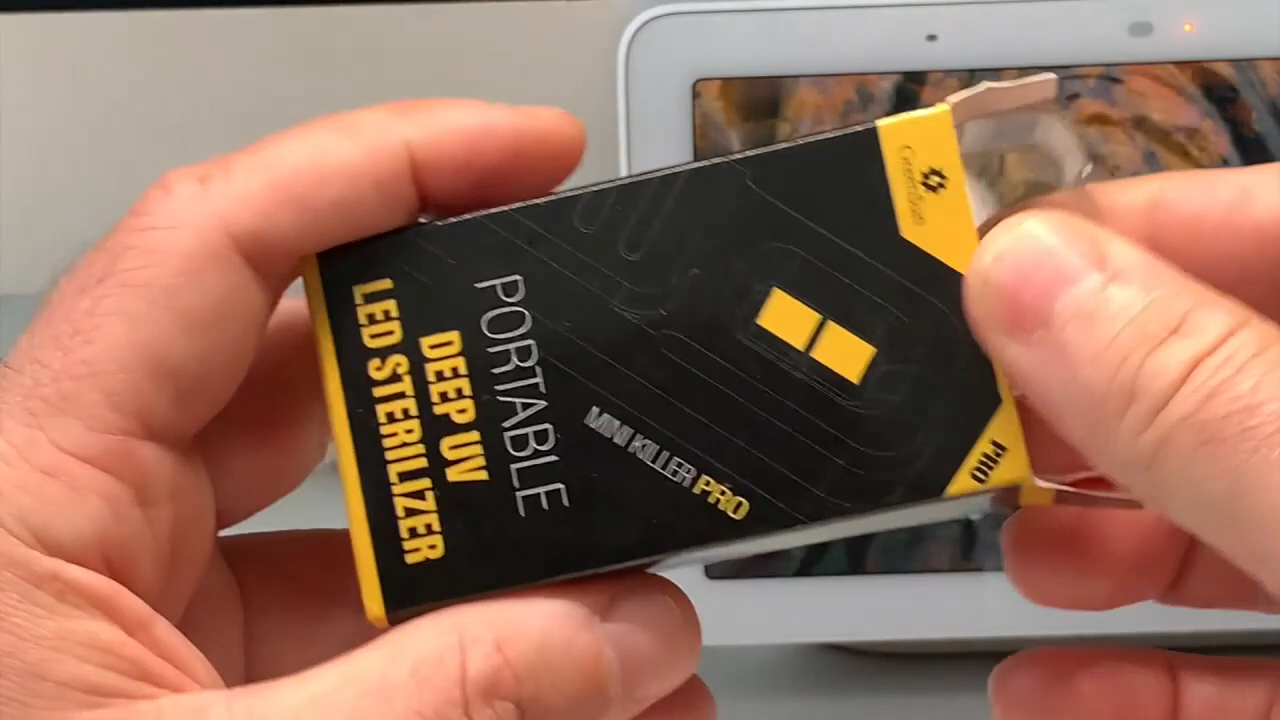 PRO
MINI KILLER PRO
PORTABLE
DEEP UV
LED STERILIZER